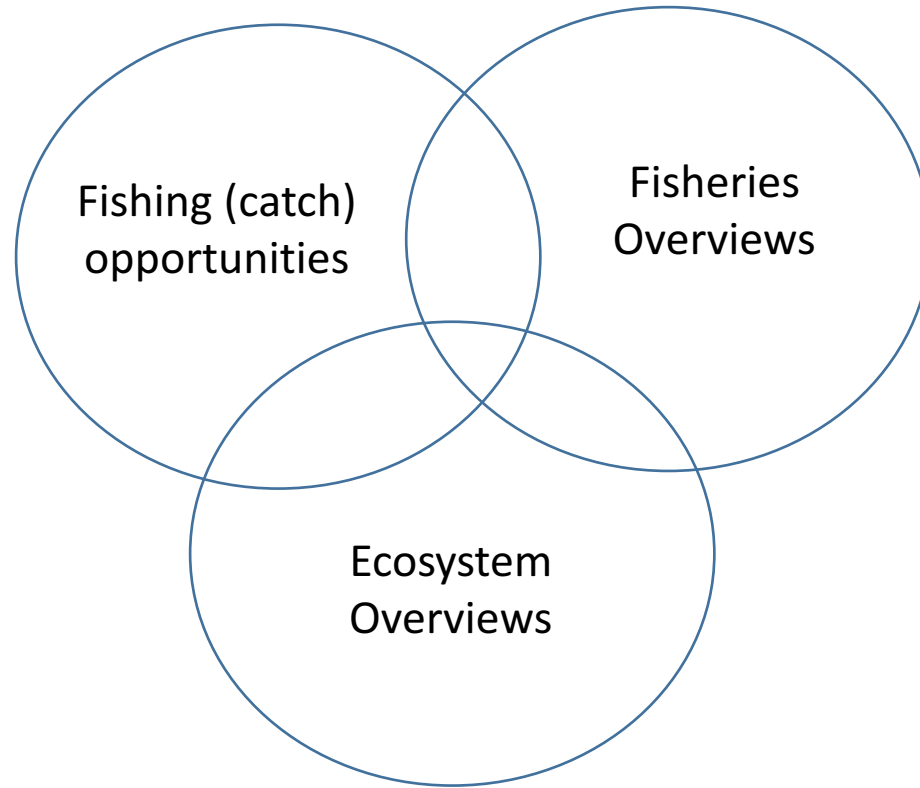 Fishing (catch)
opportunities
Fisheries
Overviews
Ecosystem
Overviews